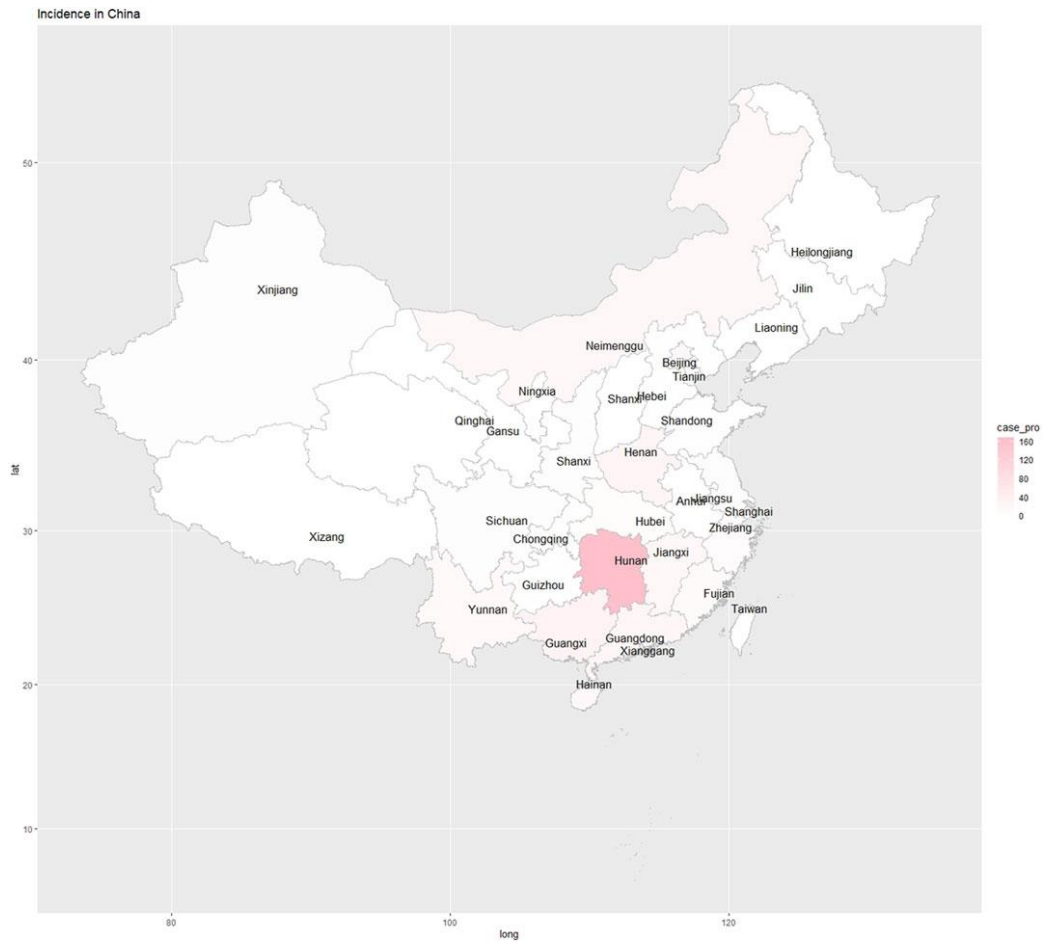 Incidence in China
50
40
30
20
10
lat
80
100
120
long
Heilongjiang
Xinjiang
Jilin
Liaoning
Neimenggu
Beijing
Tianjin
Ningxia
Shanxi
Hebei
Qinghai
Shandong
Gansu
Henan
Shanxi
Anhui
Jiangsu
Shanghai
Sichuan
Hubei
Zhejiang
Xizang
Chongqing
Jiangxi
Hunan
Guizhou
Fujian
Yunnan
Taiwan
Guangxi
Guangdong
Xianggang
Hainan
case_pro
160
120
80
40
0